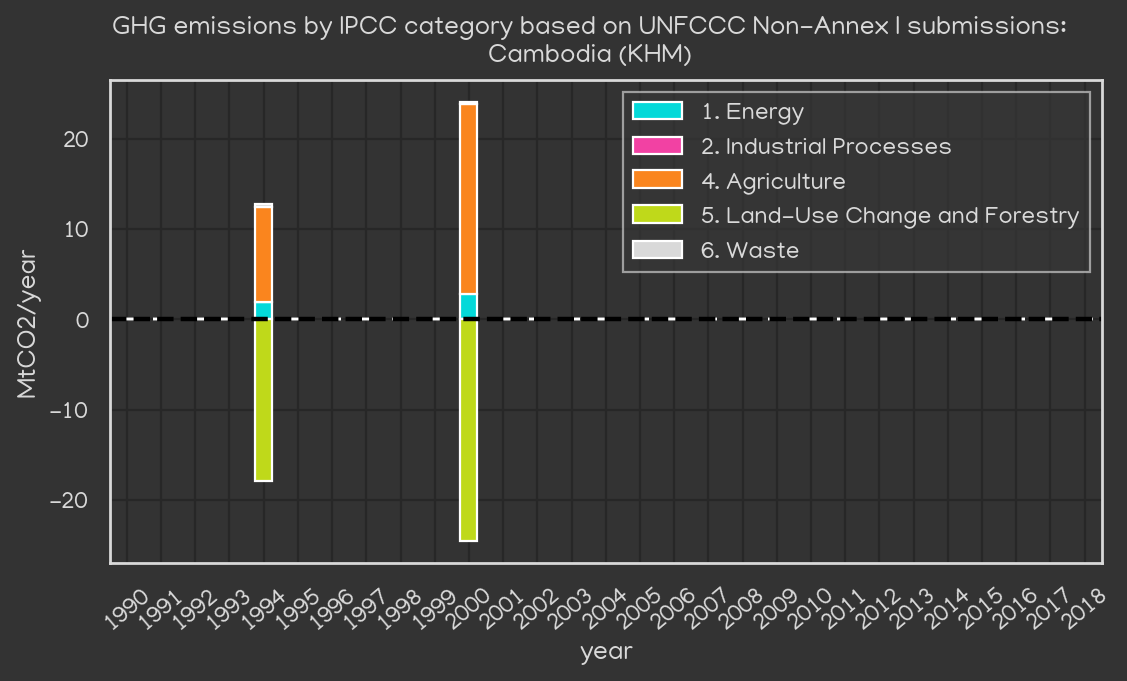 GHG emissions by IPCC category based on UNFCCC Non-Annex I submissions:
Cambodia (KHM)
1. Energy
2. Industrial Processes
4. Agriculture
5. Land-Use Change and Forestry
6. Waste
MtCO2/year
20
10
0
-10
-20
1990 1991 1992 1993 1994 1995 1996 1997 1998 1999 2000 2001 2002 2003 2004 2005 2006 2007 2008 2009 2010 2011 2012 2013 2014 2015 2016 2017 2018
year